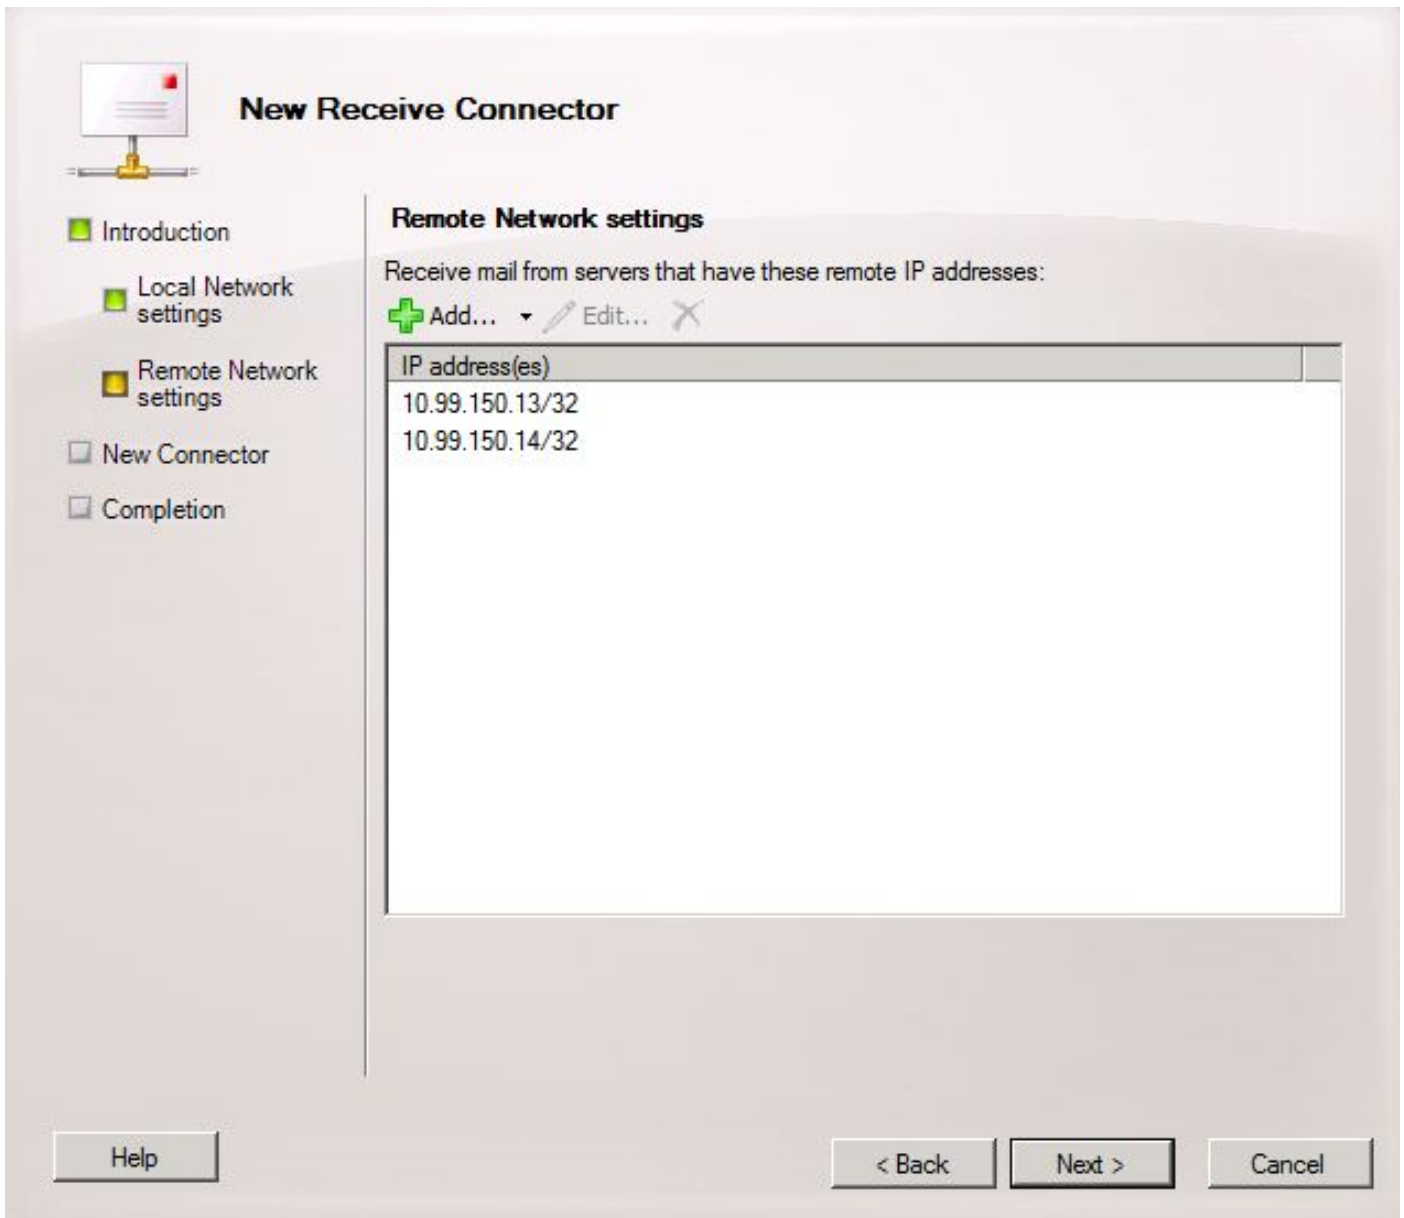 New Receive Connector
Introduction
Local Network
settings
Remote Network
settings
New Connector
Completion
Remote Network settings
Receive mail from servers that have these remote IP addresses:
Add... Edit...
IP address(es)
10.99.150.13/32
10.99.150.14/32
Help < Back Next > Cancel